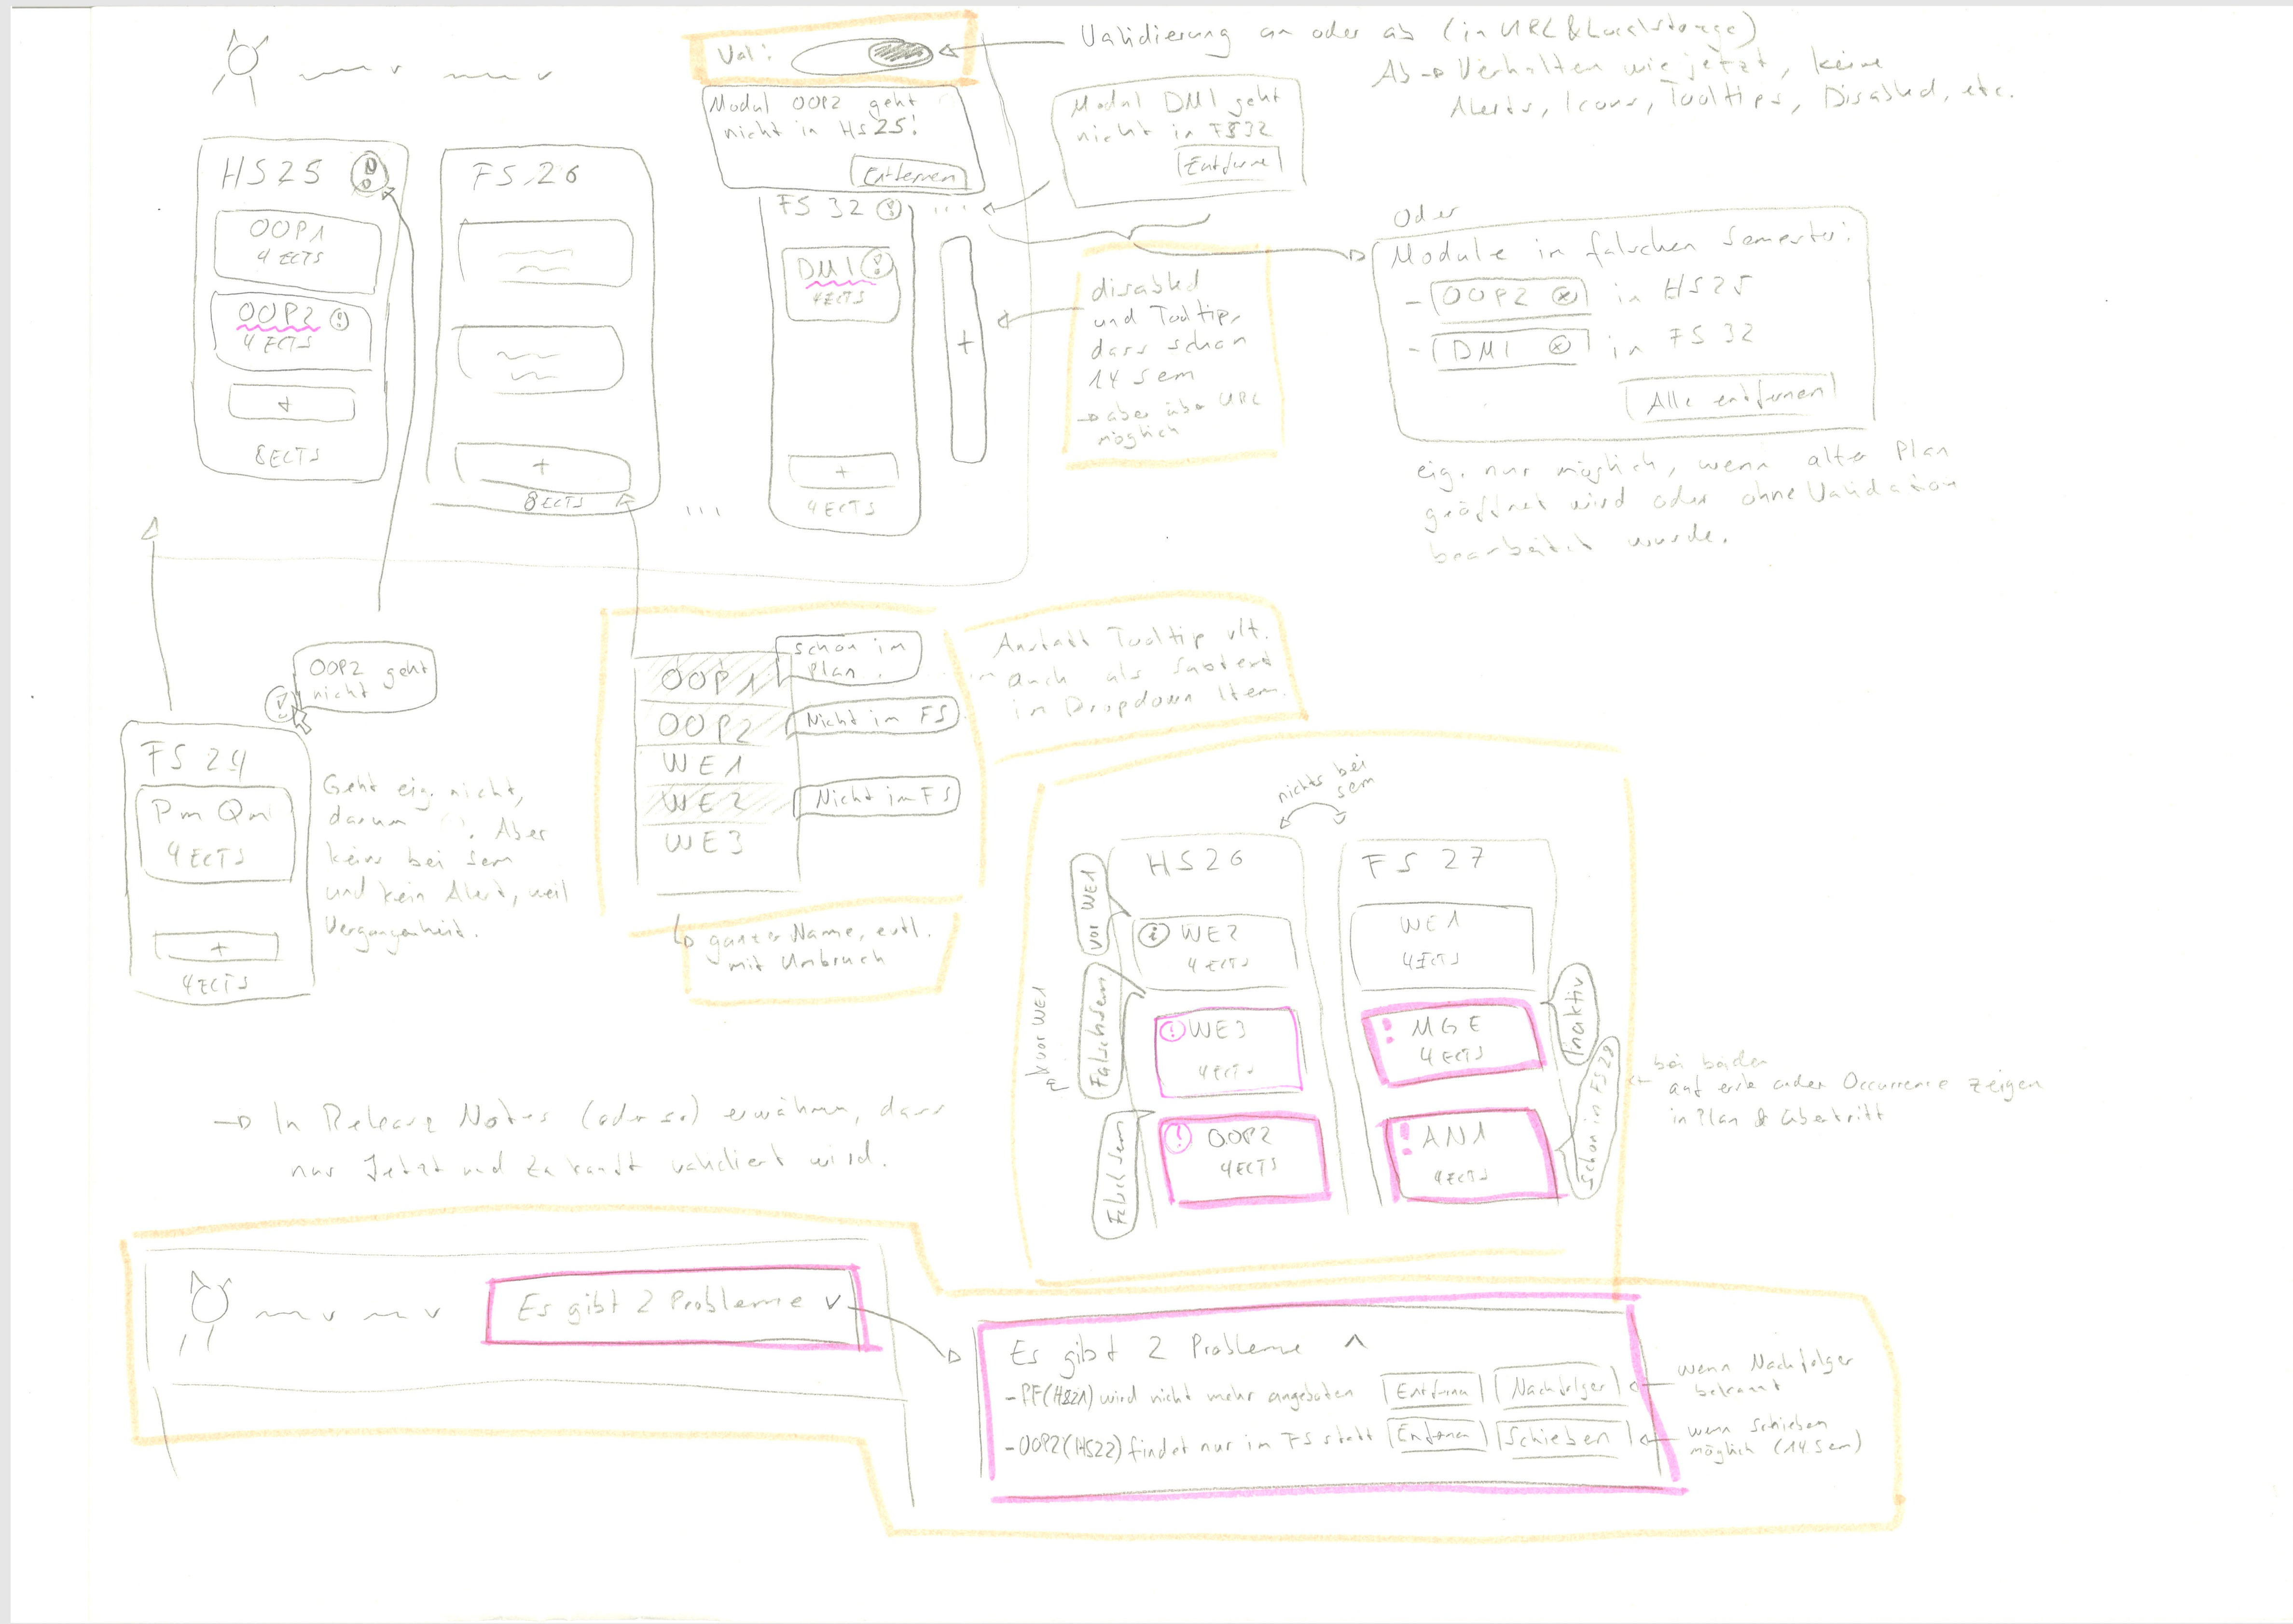 Val:
Validierung an oder ab (in URL & Localstorage)
Ab → Verhalten wie jetzt, keine
Alerts, Icons, Tooltips, Disabled, etc.
Modul OOP2 geht
nicht in HS25!
Entfernen
Modul DMI geht
nicht in FS32
Entferne
HS25
OOP1
4 ECTS
OOP2 !
4 ECTS
+
8 ECTS
FS 26
+
8 ECTS
...
FS 32 !
...
DMI !
4 ECTS
+
4 ECTS
+
disabled
und Tooltip,
dass schon
14 Sem
→ aber über URL
möglich
Oder
Module in falschen Semester:
- OOP2 ⊗ in HS25
- DMI ⊗ in FS 32
Alle entfernen
eig. nur möglich, wenn alter Plan
geöffnet wird oder ohne Validation
bearbeitet wurde.
OOP2 geht
nicht
FS 24
Pm Qm
4 ECTS
+
4 ECTS
Geht eig. nicht,
darum . Aber
keins bei Sem
und kein Alert, weil
Vergangenheit.
OOP1
schon im
Plan
OOP2
Nicht im FS
WE1
WE2
Nicht im FS
WE3
↳ ganzer Name, evtl.
mit Umbruch
Anstatt Tooltip vlt.
auch als Subtext
in Dropdown Item.
nichts bei
sem
HS26
vor WE1
i WE2
4 ECTS
Falsch Sem
& vor WE1
! WE3
4 ECTS
Falsch Sem
! OOP2
4 ECTS
FS 27
WE1
4 ECTS
! MGE
4 ECTS
Inaktiv
! AN1
4 ECTS
Schon in FS29
bei beiden
auf erste oder Occurrence zeigen
in Plan & übertritt
→ In Release Notes (oder so) erwähnen, dass
nur Jetzt und Zukunft validiert wird.
Es gibt 2 Probleme ∨
Es gibt 2 Probleme ∧
- PF(HS21) wird nicht mehr angeboten Entfernen Nachfolger
wenn Nachfolger
bekannt
- OOP2(HS22) findet nur im FS statt Entfernen Schieben
wenn Schieben
möglich (14 Sem)